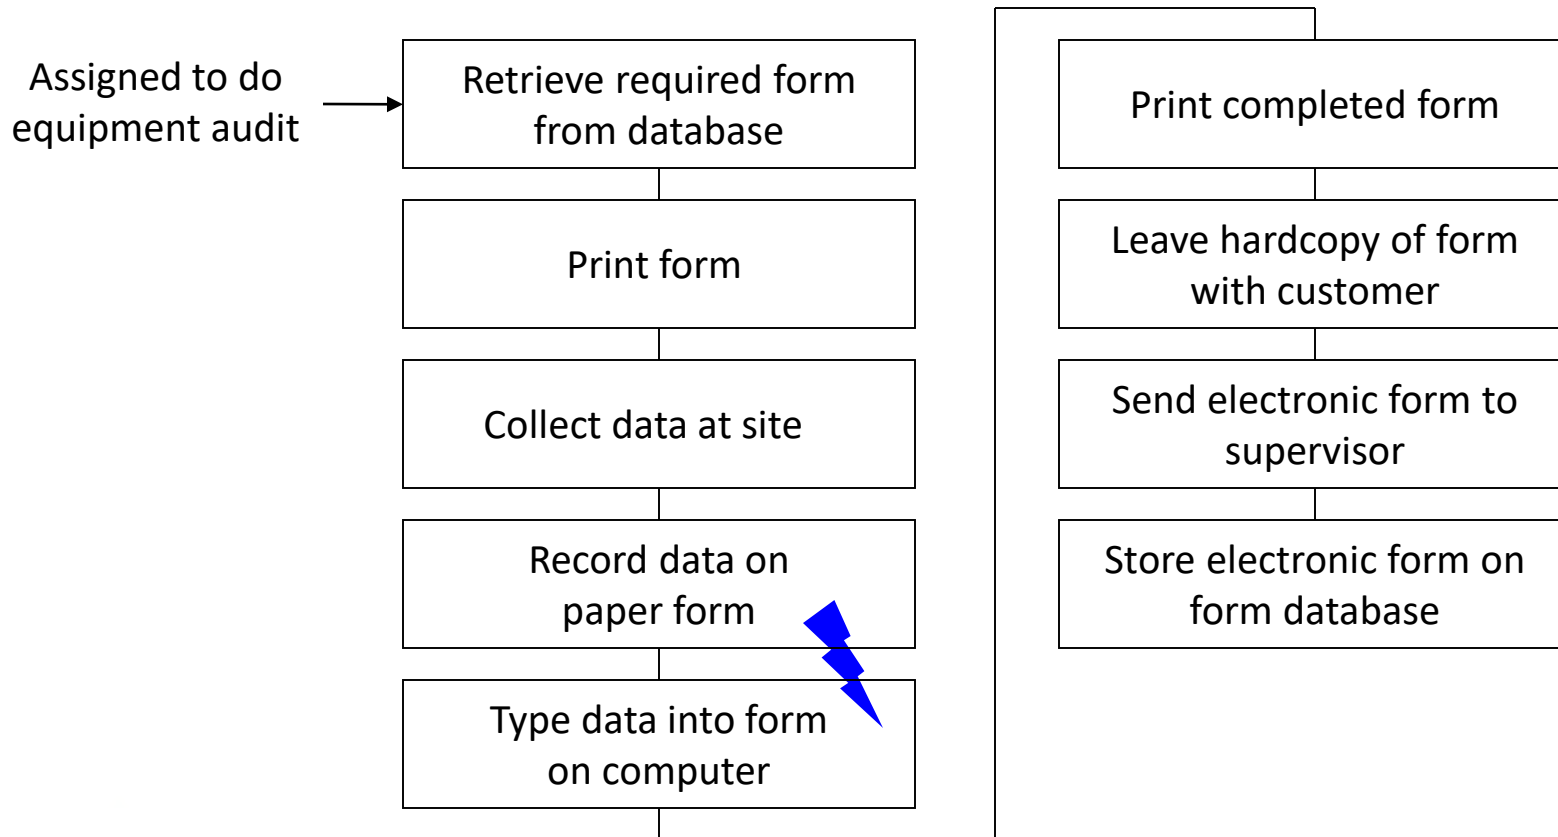 Assigned to do
equipment audit
Retrieve required form
from database
Print form
Collect data at site
Record data on
paper form
Type data into form
on computer
Print completed form
Leave hardcopy of form
with customer
Send electronic form to
supervisor
Store electronic form on
form database